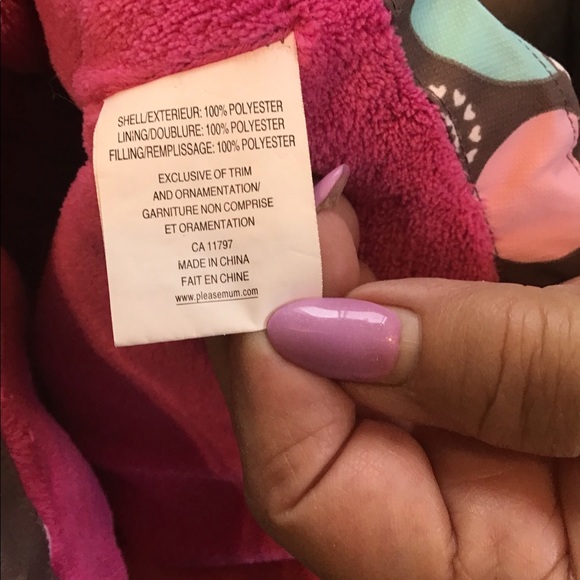 SHELL/EXTERIEUR: 100% POLYESTER
LINING/DOUBLURE: 100% POLYESTER
FILLING/REMPLISSAGE: 100% POLYESTER
EXCLUSIVE OF TRIM
AND ORNAMENTATION/
GARNITURE NON COMPRISE
ET ORAMENTATION
CA 11797
MADE IN CHINA
FAIT EN CHINE
www.pleasemum.com